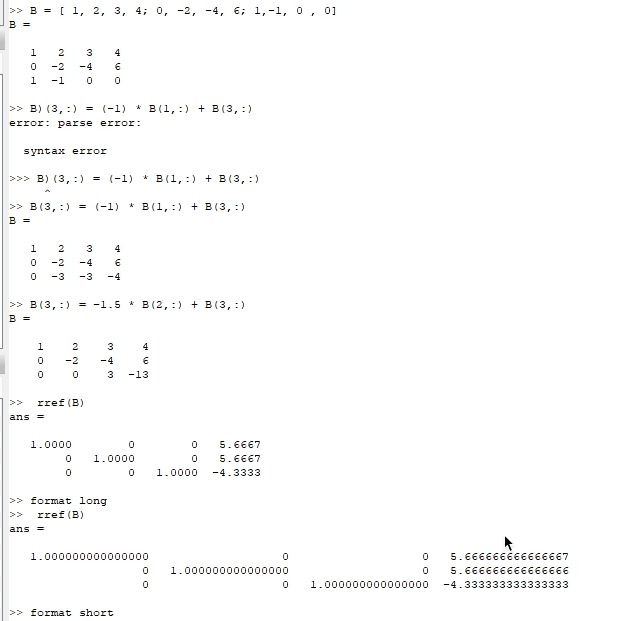 >> B = [ 1, 2, 3, 4; 0, -2, -4, 6; 1,-1, 0 , 0]
B =
1 2 3 4
0 -2 -4 6
1 -1 0 0
>> B)(3,:) = (-1) * B(1,:) + B(3,:)
error: parse error:
syntax error
>>> B)(3,:) = (-1) * B(1,:) + B(3,:)
^
>> B(3,:) = (-1) * B(1,:) + B(3,:)
B =
1 2 3 4
0 -2 -4 6
0 -3 -3 -4
>> B(3,:) = -1.5 * B(2,:) + B(3,:)
B =
1 2 3 4
0 -2 -4 6
0 0 3 -13
>> rref(B)
ans =
1.0000 0 0 5.6667
0 1.0000 0 5.6667
0 0 1.0000 -4.3333
>> format long
>> rref(B)
ans =
1.000000000000000 0 0 5.666666666666667
0 1.000000000000000 0 5.666666666666666
0 0 1.000000000000000 -4.333333333333333
>> format short